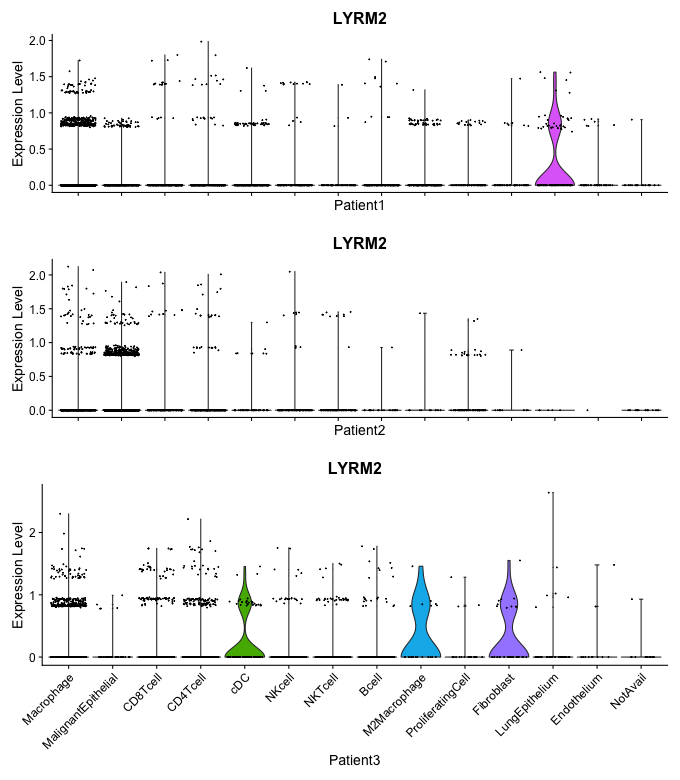 LYRM2
Expression Level
2.0
1.5
1.0
0.5
0.0
Patient1
LYRM2
Expression Level
2.0
1.5
1.0
0.5
0.0
Patient2
LYRM2
Expression Level
2
1
0
Macrophage
MalignantEpithelial
CD8Tcell
CD4Tcell
cDC
NKcell
NKTcell
Bcell
M2Macrophage
ProliferatingCell
Fibroblast
LungEpithelium
Endothelium
NotAvail
Patient3